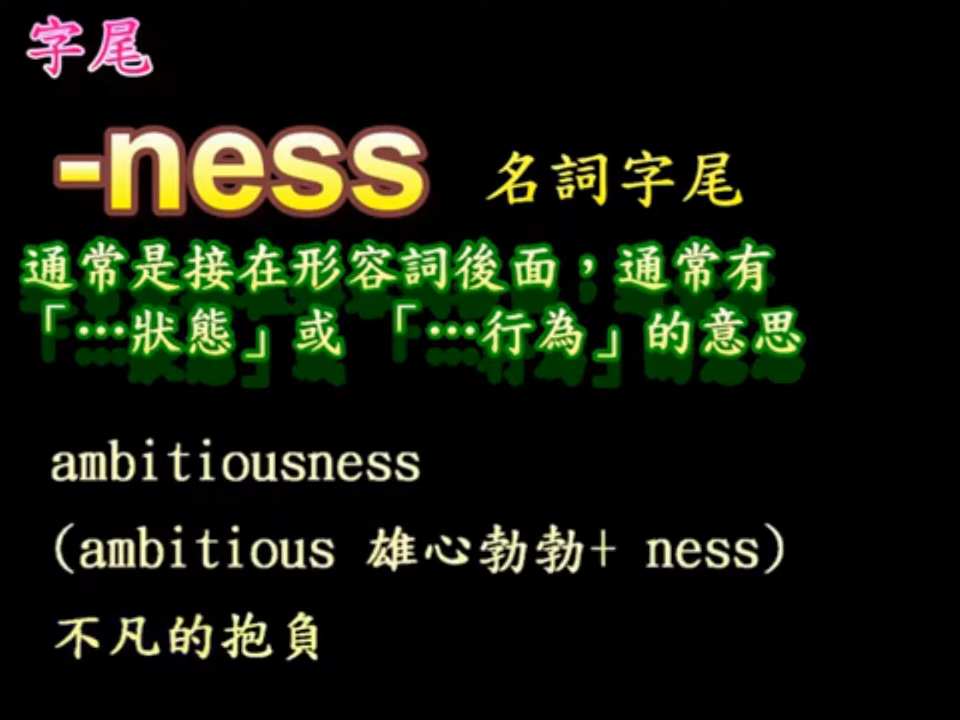 字尾
-ness 名詞字尾
通常是接在形容詞後面，通常有
「…狀態」或 「…行為」的意思
ambitiousness
(ambitious 雄心勃勃+ ness)
不凡的抱負